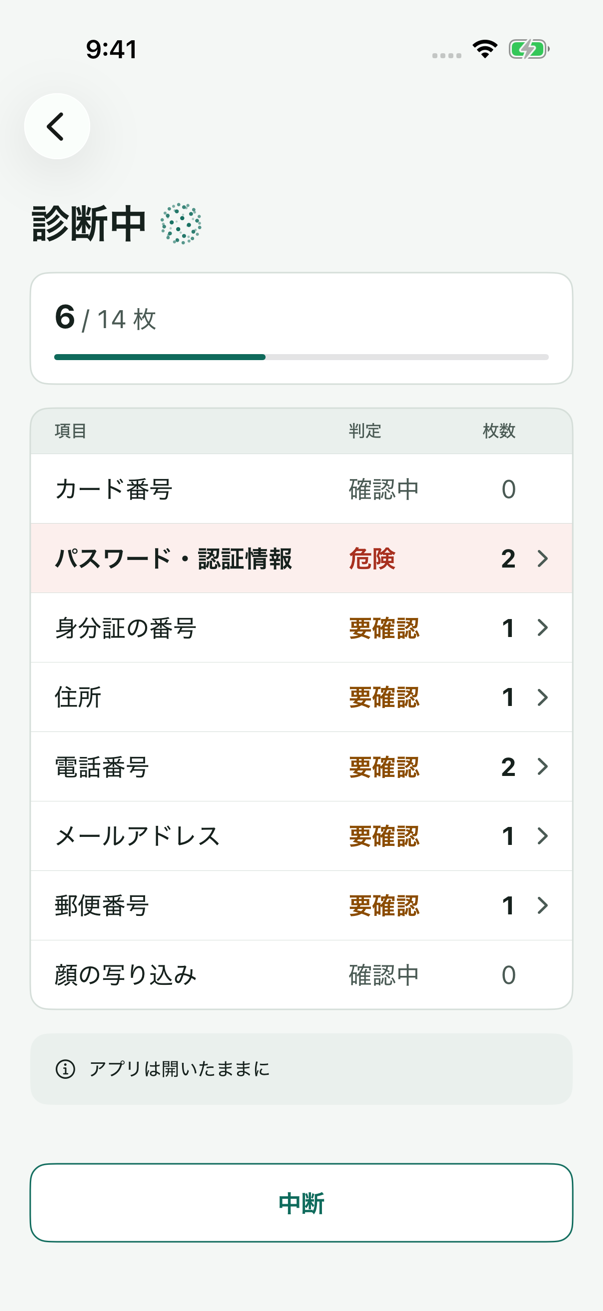 9:41
診断中
6 / 14 枚
項目 判定 枚数
カード番号 確認中 0
パスワード・認証情報 危険 2
身分証の番号 要確認 1
住所 要確認 1
電話番号 要確認 2
メールアドレス 要確認 1
郵便番号 要確認 1
顔の写り込み 確認中 0
アプリは開いたままに
中断